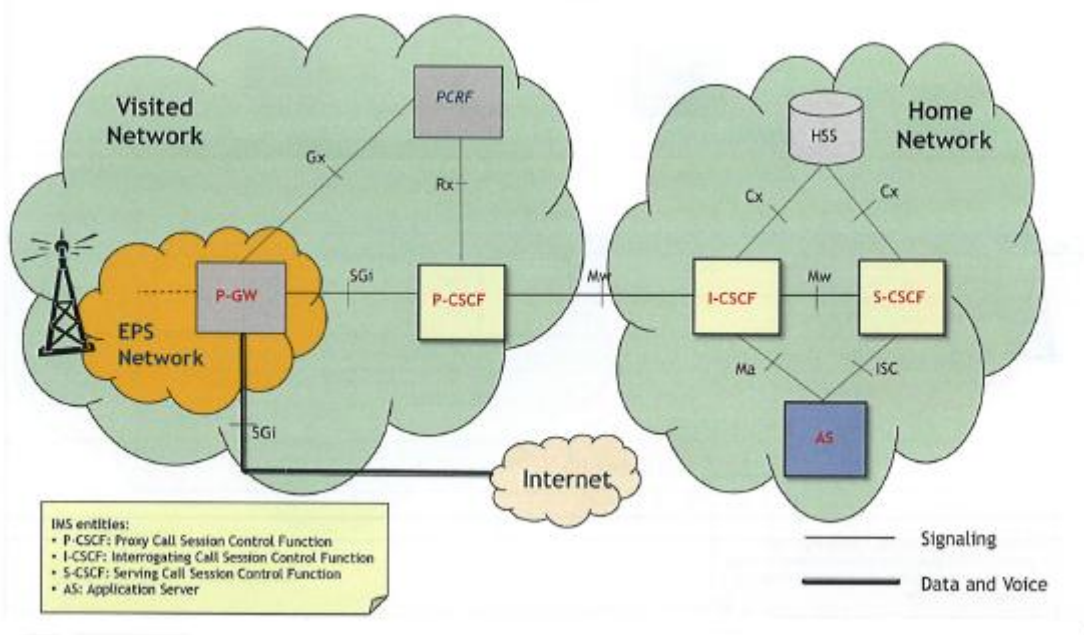 Visited
Network
PCRF
Gx
Rx
HSS
Home
Network
Cx
Cx
P-GW
SGi
P-CSCF
Mw
I-CSCF
Mw
S-CSCF
EPS
Network
SGi
Ma
ISC
AS
Internet
IMS entities:
• P-CSCF: Proxy Call Session Control Function
• I-CSCF: Interrogating Call Session Control Function
• S-CSCF: Serving Call Session Control Function
• AS: Application Server
Signaling
Data and Voice